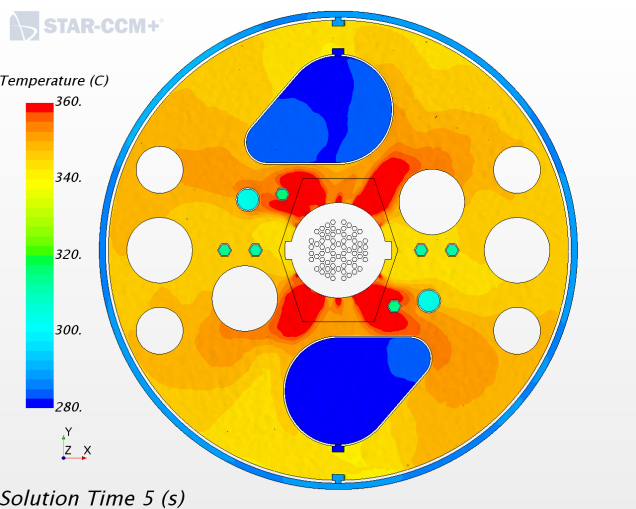 STAR-CCM+
Temperature (C)
360.
340.
320.
300.
280.
Y
Z X
Solution Time 5 (s)